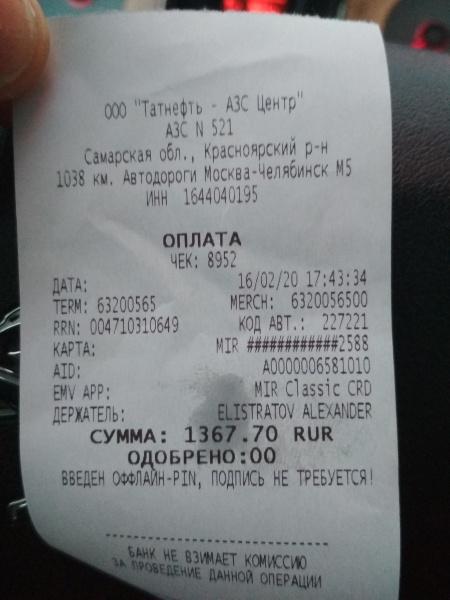 ООО "Татнефть - АЗС Центр"
АЗС N 521
Самарская обл., Красноярский р-н
1038 км. Автодороги Москва-Челябинск М5
ИНН 1644040195
ОПЛАТА
ЧЕК: 8952
ДАТА: 16/02/20 17:43:34
TERM: 63200565 MERCH: 6320056500
RRN: 004710310649 КОД АВТ.: 227221
КАРТА: MIR ############2588
AID: A0000006581010
EMV APP: MIR Classic CRD
ДЕРЖАТЕЛЬ: ELISTRATOV ALEXANDER
СУММА: 1367.70 RUR
ОДОБРЕНО:00
ВВЕДЕН ОФФЛАЙН-PIN, ПОДПИСЬ НЕ ТРЕБУЕТСЯ!
БАНК НЕ ВЗИМАЕТ КОМИССИЮ
ЗА ПРОВЕДЕНИЕ ДАННОЙ ОПЕРАЦИИ